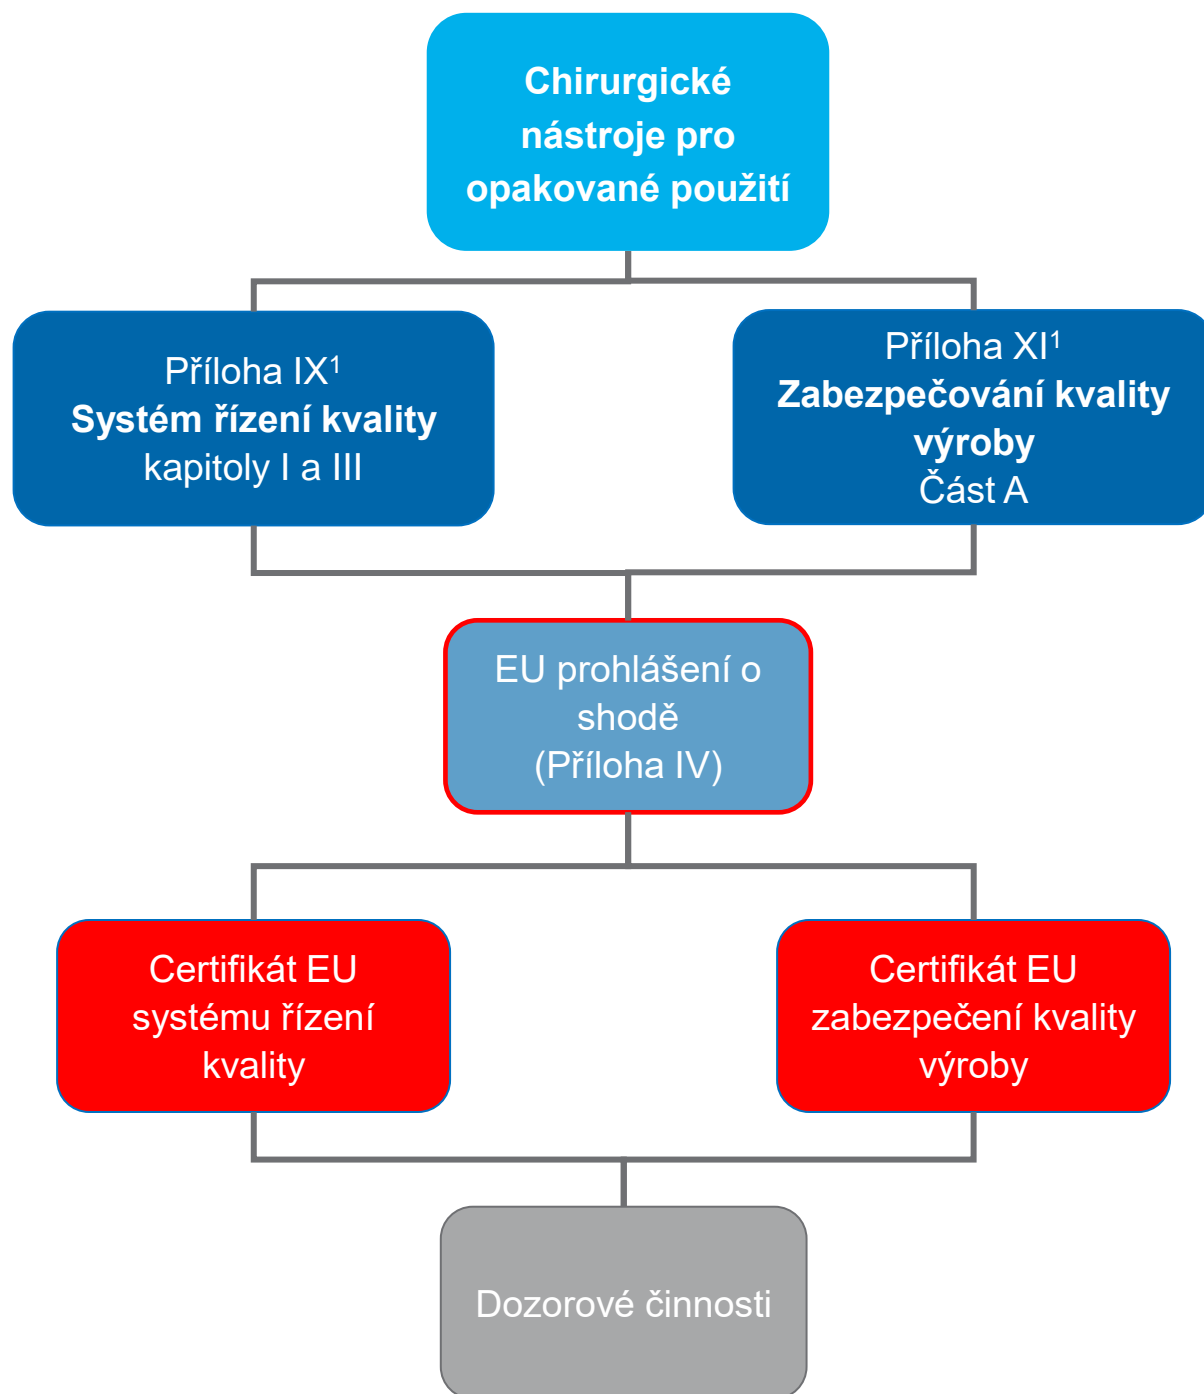 Chirurgické
nástroje pro
opakované použití
Příloha IX¹
Systém řízení kvality
kapitoly I a III
Příloha XI¹
Zabezpečování kvality
výroby
Část A
EU prohlášení o
shodě
(Příloha IV)
Certifikát EU
systému řízení
kvality
Certifikát EU
zabezpečení kvality
výroby
Dozorové činnosti